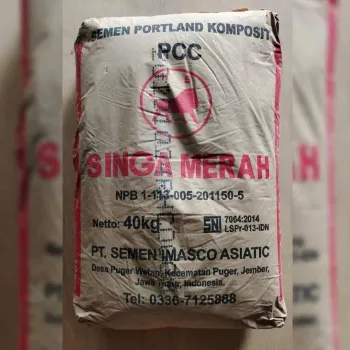 SEMEN PORTLAND KOMPOSIT
PCC
SINGA MERAH
NPB 1-113-005-201150-5
Netto: 40kg
SNI 7064:2014
LSPr-013-IDN
PT. SEMEN IMASCO ASIATIC
Desa Puger Wetan, Kecamatan Puger, Jember,
Jawa Timur, Indonesia.
Tel: 0336-7125888